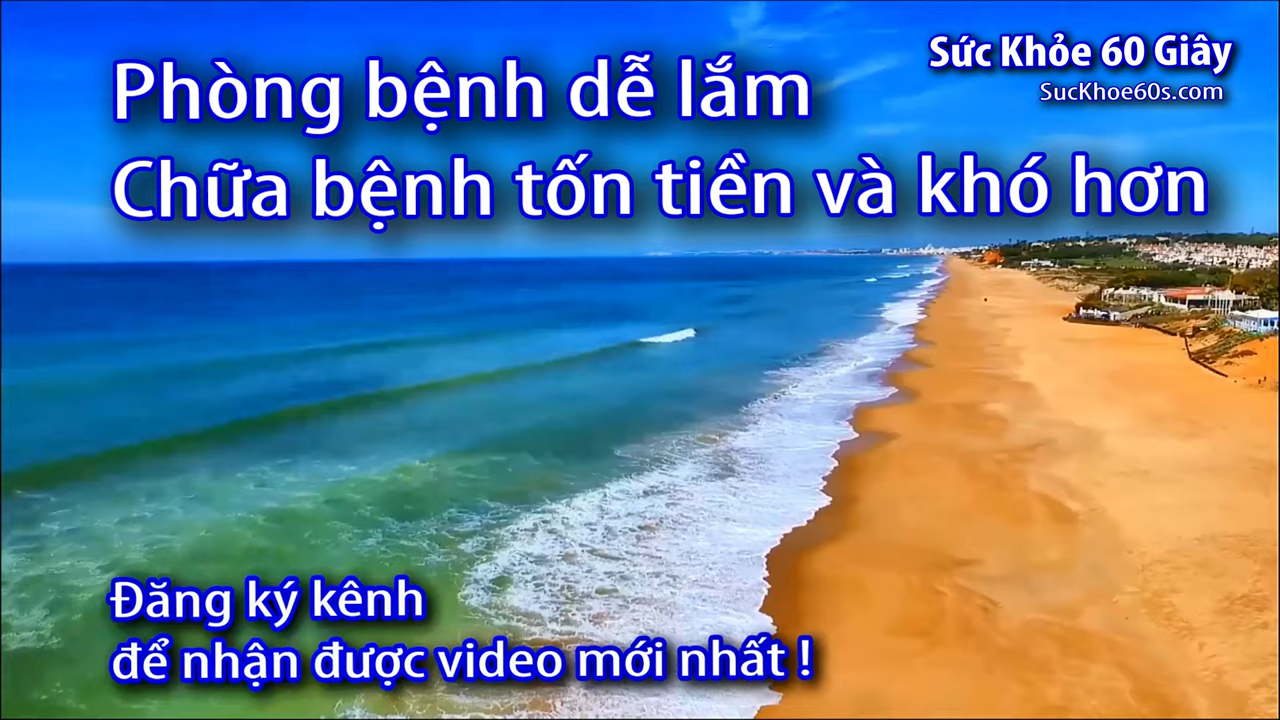 Sức Khỏe 60 Giây
SucKhoe60s.com
Phòng bệnh dễ lắm
Chữa bệnh tốn tiền và khó hơn
Đăng ký kênh
để nhận được video mới nhất !